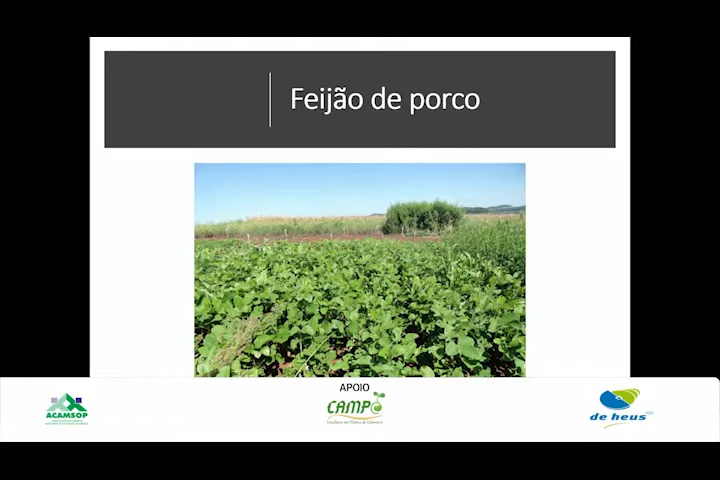 Feijão de porco
APOIO
ACAMSOP
CAMPO
de heus